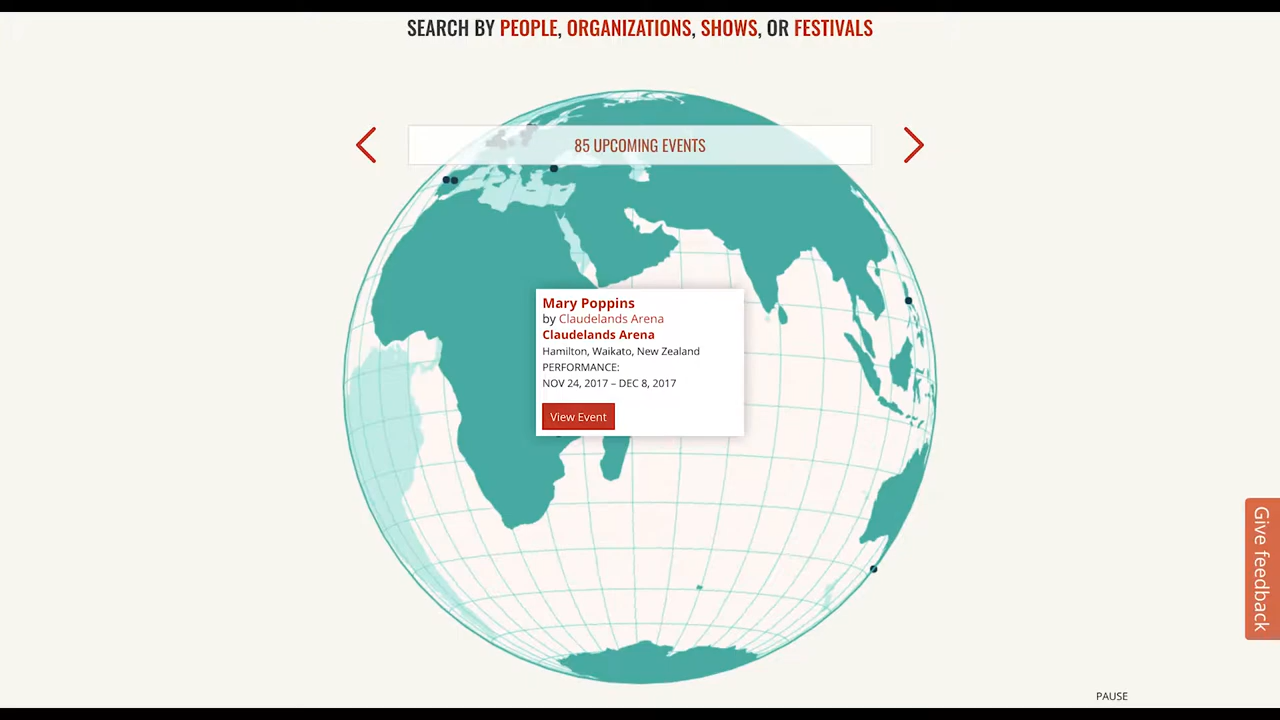 SEARCH BY PEOPLE, ORGANIZATIONS, SHOWS, OR FESTIVALS
85 UPCOMING EVENTS
Mary Poppins
by Claudelands Arena
Claudelands Arena
Hamilton, Waikato, New Zealand
PERFORMANCE:
NOV 24, 2017 – DEC 8, 2017
View Event
Give feedback
PAUSE